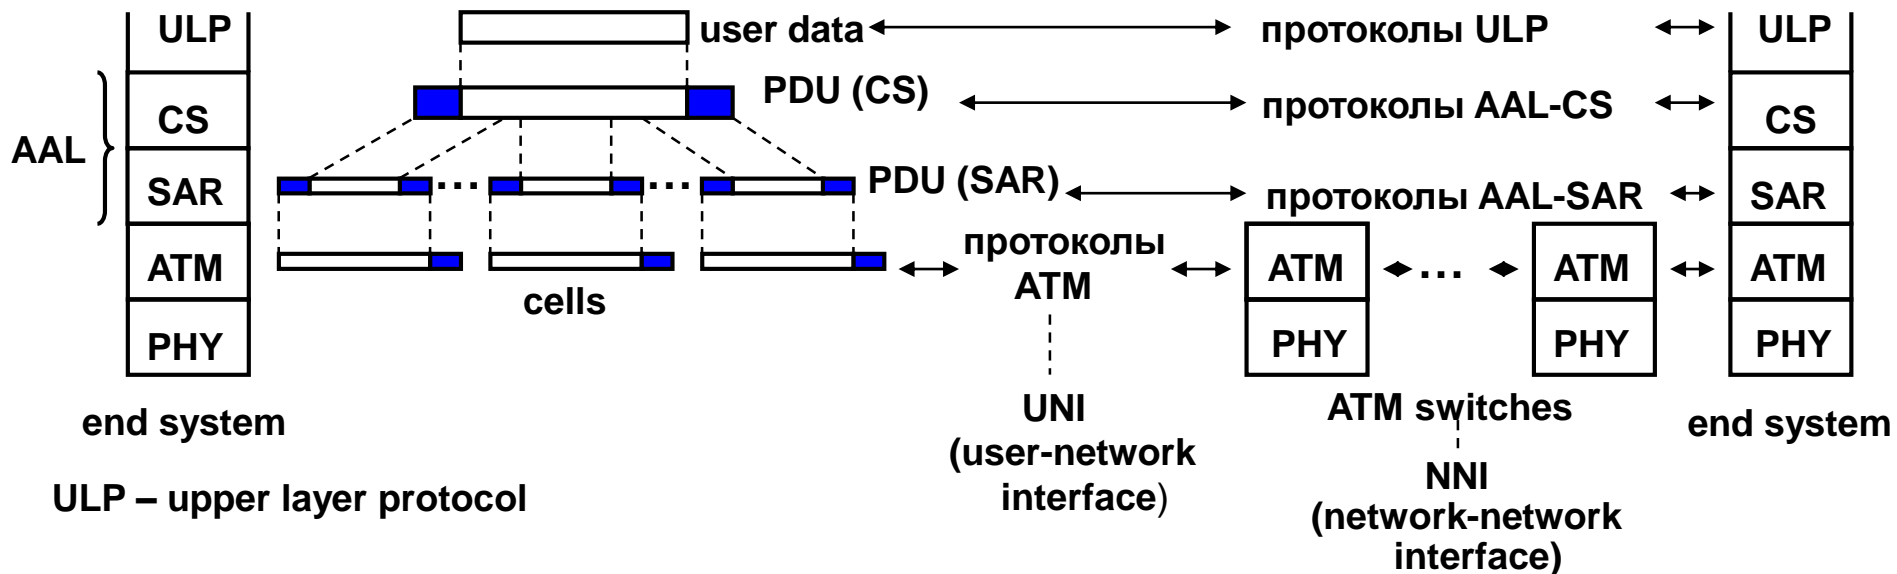 ULP user data протоколы ULP ULP
CS PDU (CS) протоколы AAL-CS CS
AAL
SAR ... ... PDU (SAR) протоколы AAL-SAR SAR
ATM протоколы ATM ... ATM ATM
ATM
cells
PHY PHY PHY PHY
end system UNI ATM switches end system
(user-network NNI
ULP – upper layer protocol interface) (network-network
interface)